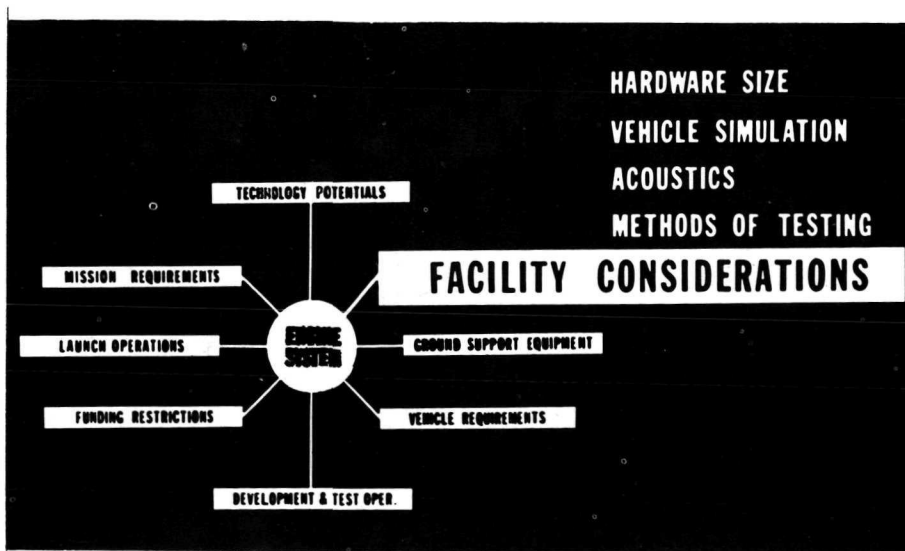 HARDWARE SIZE
VEHICLE SIMULATION
ACOUSTICS
METHODS OF TESTING
TECHNOLOGY POTENTIALS
FACILITY CONSIDERATIONS
MISSION REQUIREMENTS
ENGINE
SYSTEM
LAUNCH OPERATIONS
GROUND SUPPORT EQUIPMENT
FUNDING RESTRICTIONS
VEHICLE REQUIREMENTS
DEVELOPMENT & TEST OPER.